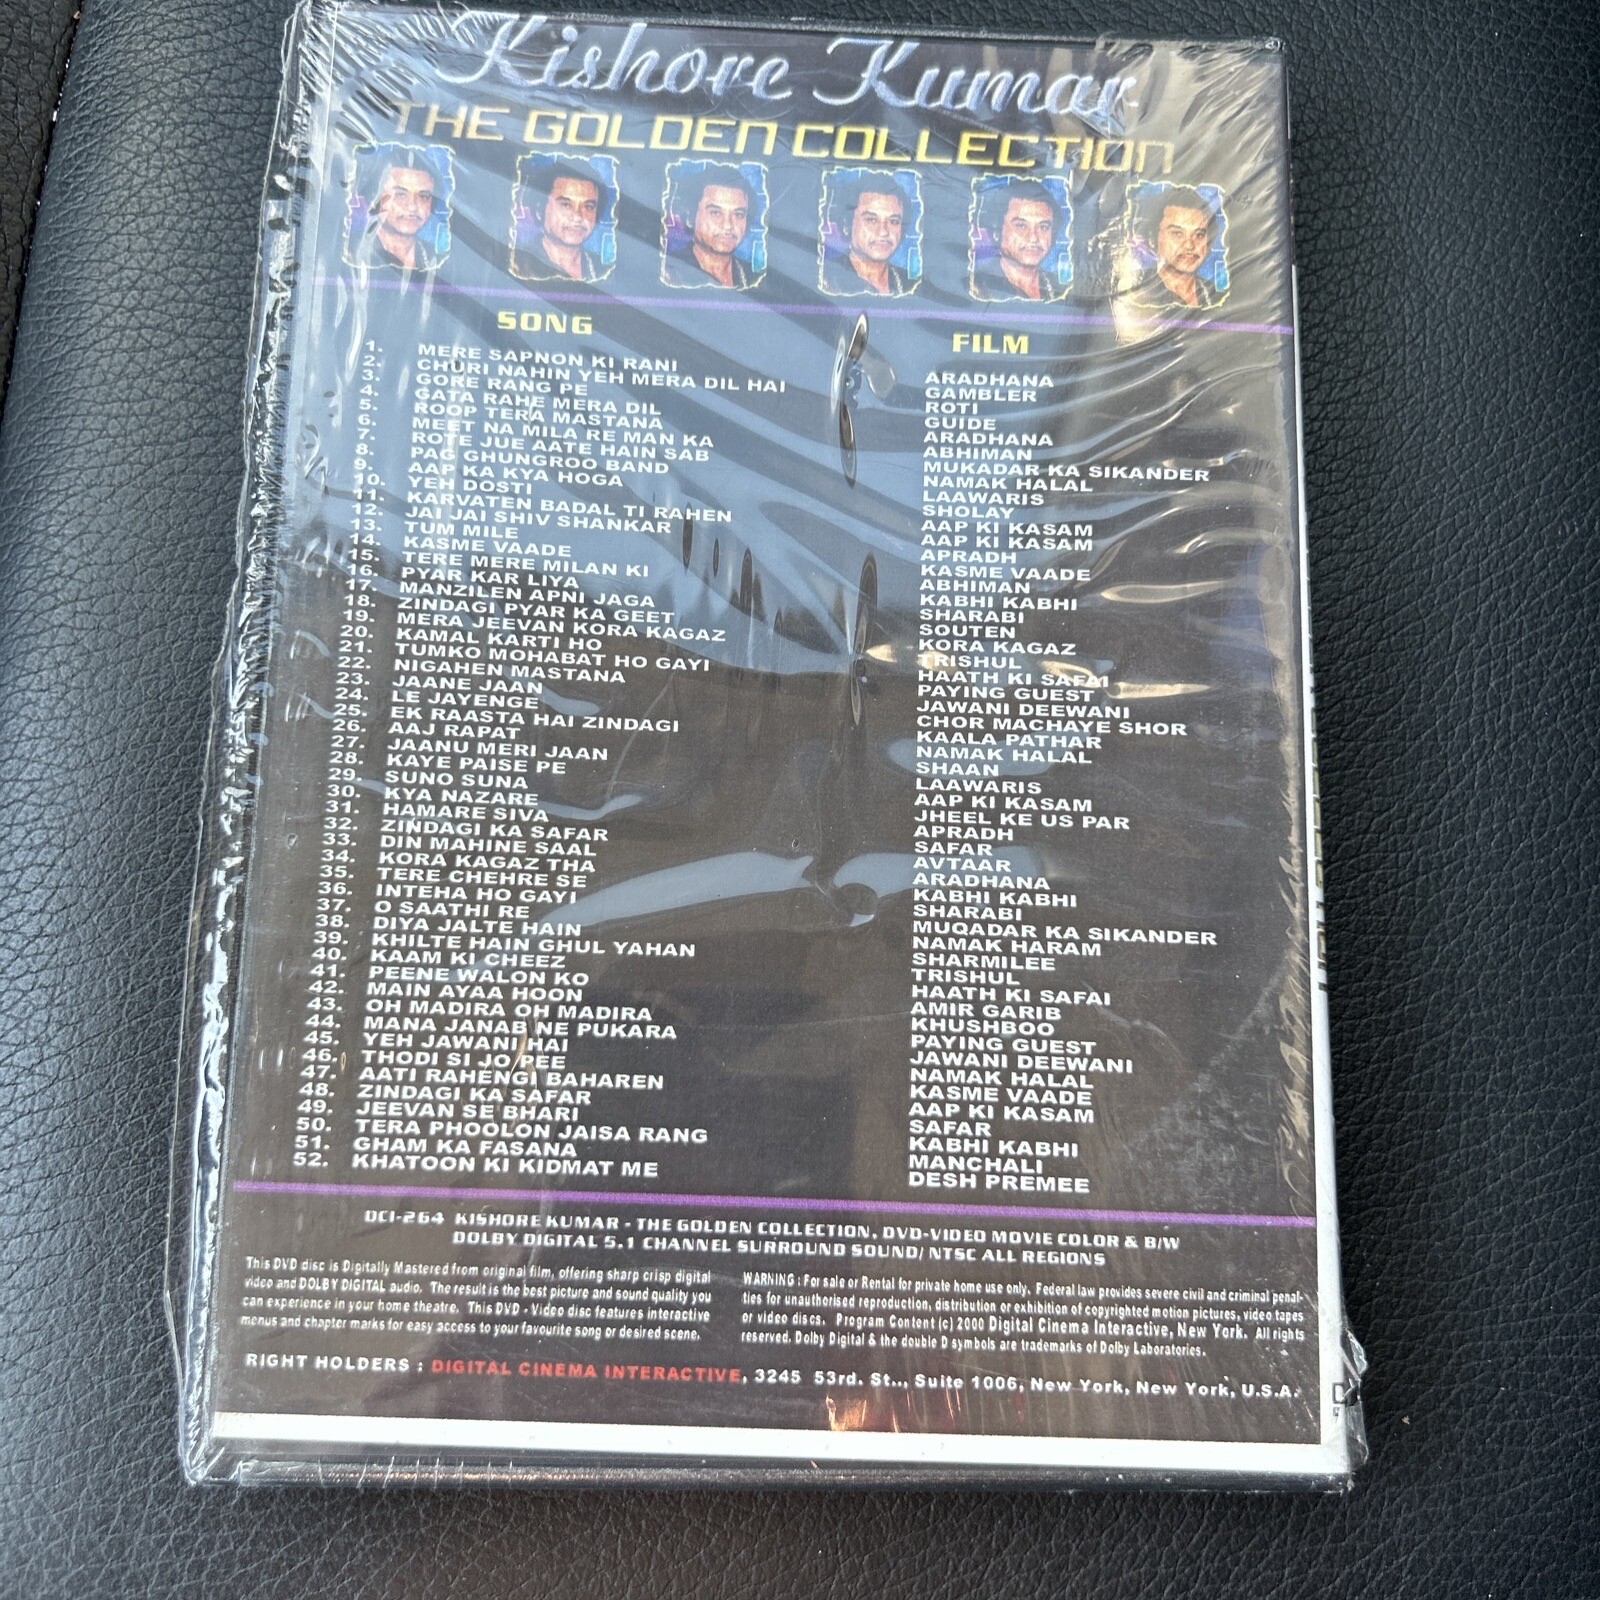 Kishore Kumar
THE GOLDEN COLLECTION
SONG FILM
1. MERE SAPNON KI RANI ARADHANA
2. CHURI NAHIN YEH MERA DIL HAI GAMBLER
3. GORE RANG PE ROTI
4. GATA RAHE MERA DIL GUIDE
5. ROOP TERA MASTANA ARADHANA
6. MEET NA MILA RE MAN KA ABHIMAN
7. ROTE JUE AATE HAIN SAB MUKADAR KA SIKANDER
8. PAG GHUNGROO BAND NAMAK HALAL
9. AAP KA KYA HOGA LAAWARIS
10. YEH DOSTI SHOLAY
11. KARVATEN BADAL TI RAHEN AAP KI KASAM
12. JAI JAI SHIV SHANKAR AAP KI KASAM
13. TUM MILE APRADH
14. KASME VAADE KASME VAADE
15. TERE MERE MILAN KI ABHIMAN
16. PYAR KAR LIYA KABHI KABHI
17. MANZILEN APNI JAGA SHARABI
18. ZINDAGI PYAR KA GEET SOUTEN
19. MERA JEEVAN KORA KAGAZ KORA KAGAZ
20. KAMAL KARTI HO TRISHUL
21. TUMKO MOHABAT HO GAYI HAATH KI SAFAI
22. NIGAHEN MASTANA PAYING GUEST
23. JAANE JAAN JAWANI DEEWANI
24. LE JAYENGE CHOR MACHAYE SHOR
25. EK RAASTA HAI ZINDAGI KAALA PATHAR
26. AAJ RAPAT NAMAK HALAL
27. JAANU MERI JAAN SHAAN
28. KAYE PAISE PE LAAWARIS
29. SUNO SUNA AAP KI KASAM
30. KYA NAZARE JHEEL KE US PAR
31. HAMARE SIVA APRADH
32. ZINDAGI KA SAFAR SAFAR
33. DIN MAHINE SAAL AVTAAR
34. KORA KAGAZ THA ARADHANA
35. TERE CHEHRE SE KABHI KABHI
36. INTEHA HO GAYI SHARABI
37. O SAATHI RE MUQADAR KA SIKANDER
38. DIYA JALTE HAIN NAMAK HARAM
39. KHILTE HAIN GHUL YAHAN SHARMILEE
40. KAAM KI CHEEZ TRISHUL
41. PEENE WALON KO HAATH KI SAFAI
42. MAIN AYAA HOON AMIR GARIB
43. OH MADIRA OH MADIRA KHUSHBOO
44. MANA JANAB NE PUKARA PAYING GUEST
45. YEH JAWANI HAI JAWANI DEEWANI
46. THODI SI JO PEE NAMAK HALAL
47. AATI RAHENGI BAHAREN KASME VAADE
48. ZINDAGI KA SAFAR AAP KI KASAM
49. JEEVAN SE BHARI SAFAR
50. TERA PHOOLON JAISA RANG KABHI KABHI
51. GHAM KA FASANA MANCHALI
52. KHATOON KI KIDMAT ME DESH PREMEE
DCI-264 KISHORE KUMAR - THE GOLDEN COLLECTION, DVD-VIDEO MOVIE COLOR & B/W
DOLBY DIGITAL 5.1 CHANNEL SURROUND SOUND/ NTSC ALL REGIONS
This DVD disc is Digitally Mastered from original film, offering sharp crisp digital
video and DOLBY DIGITAL audio. The result is the best picture and sound quality you
can experience in your home theatre. This DVD - Video disc features interactive
menus and chapter marks for easy access to your favourite song or desired scene.
WARNING : For sale or Rental for private home use only. Federal law provides severe civil and criminal penal-
ties for unauthorised reproduction, distribution or exhibition of copyrighted motion pictures, video tapes
or video discs. Program Content (c) 2000 Digital Cinema Interactive, New York. All rights
reserved. Dolby Digital & the double D symbols are trademarks of Dolby Laboratories.
RIGHT HOLDERS : DIGITAL CINEMA INTERACTIVE, 3245 53rd. St.., Suite 1006, New York, New York, U.S.A.